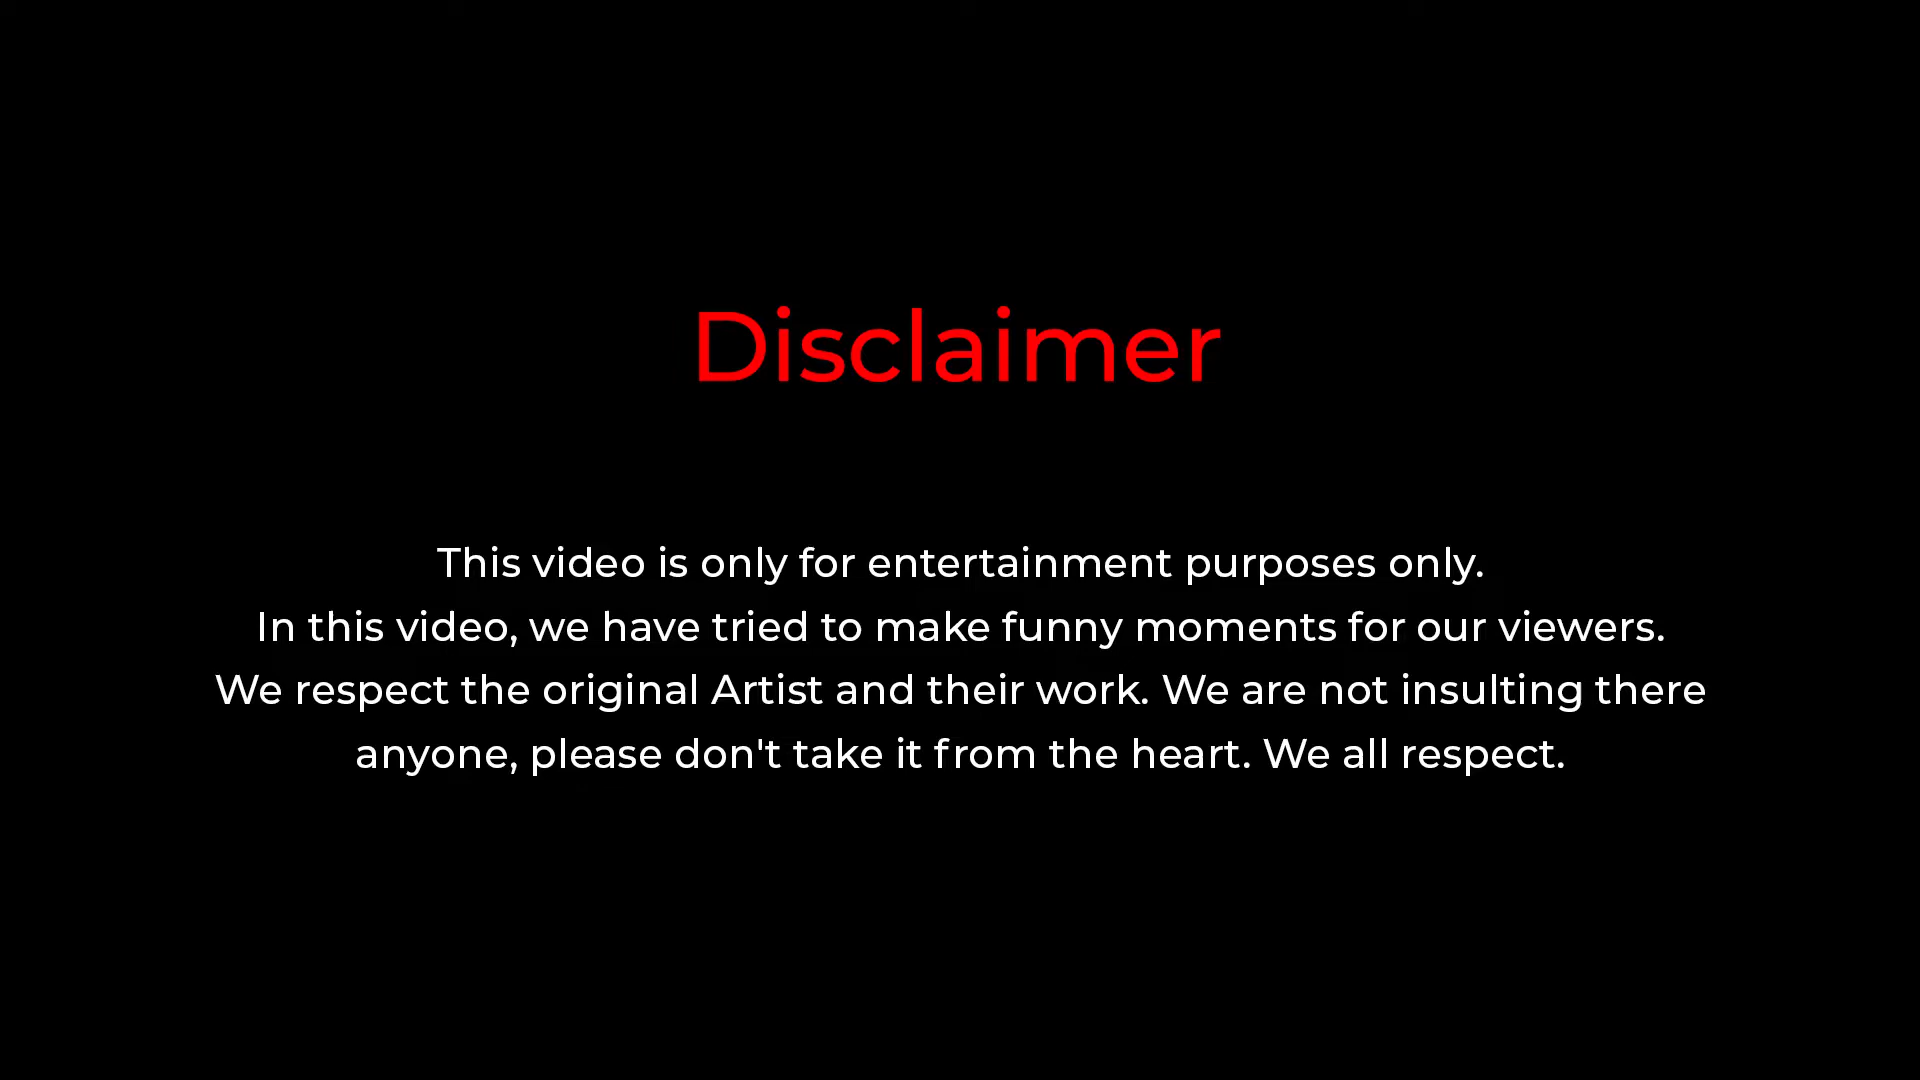 Disclaimer
This video is only for entertainment purposes only.
In this video, we have tried to make funny moments for our viewers.
We respect the original Artist and their work. We are not insulting there
anyone, please don't take it from the heart. We all respect.